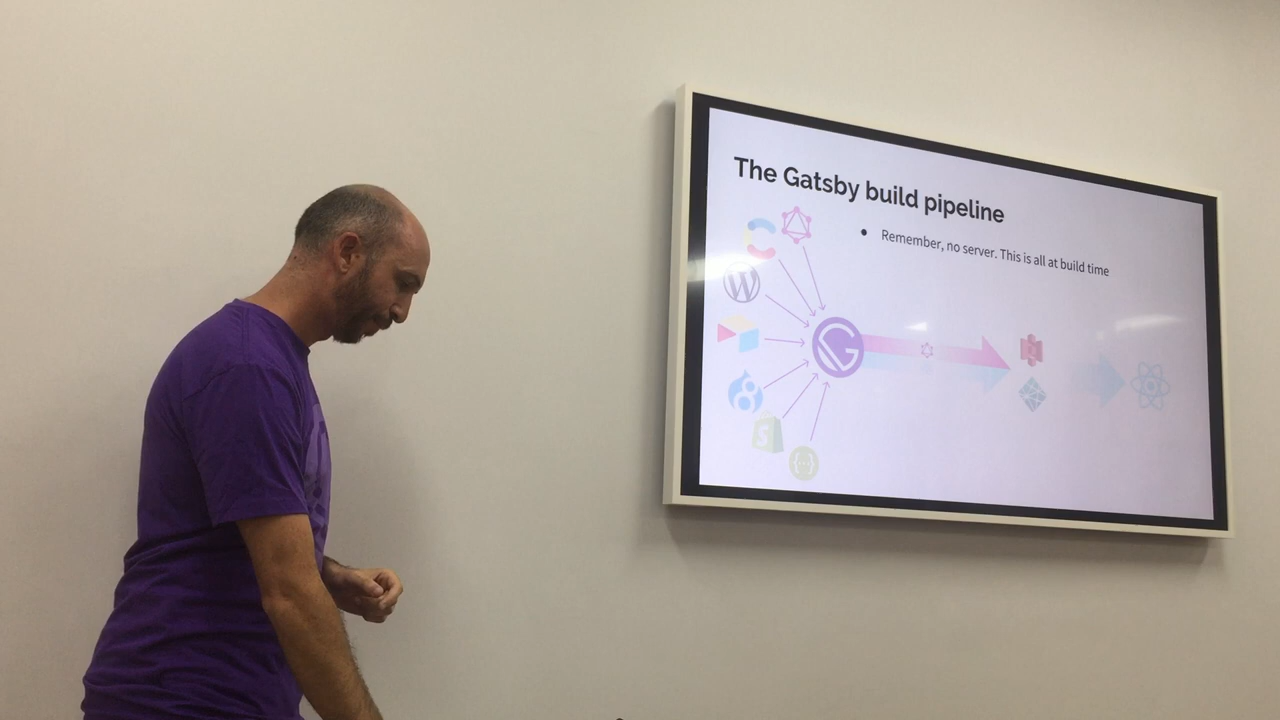 The Gatsby build pipeline
Remember, no server. This is all at build time